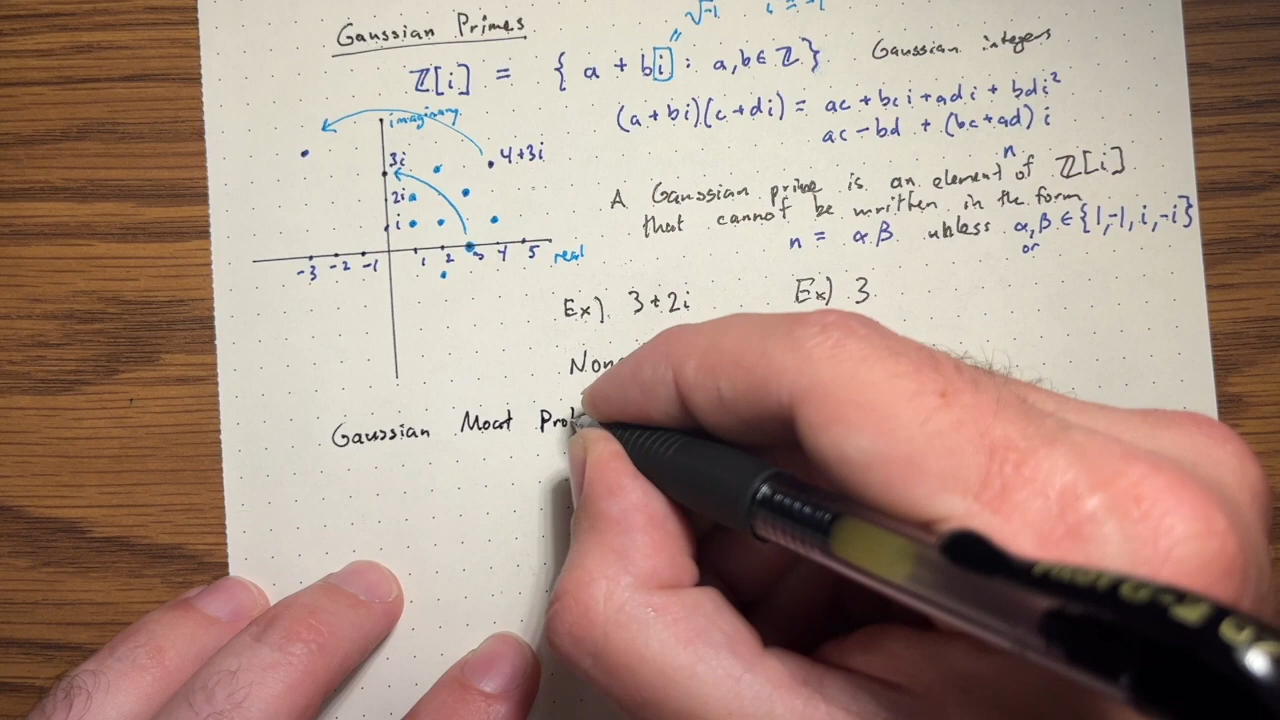 Gaussian Primes
√-1
ℤ[i] = { a + bi : a,b ∈ ℤ } Gaussian integers
(a+bi)(c+di) = ac + bci + adi + bdi²
ac - bd + (bc+ad) i
imaginary
4+3i
3i
2i
i
-3 -2 -1 1 2 3 4 5 real
n
A Gaussian prime is an element of ℤ[i]
that cannot be written in the form
n = α β unless α, β ∈ {1,-1, i, -i}
or
Ex) 3+2i Ex) 3
Gaussian Moat